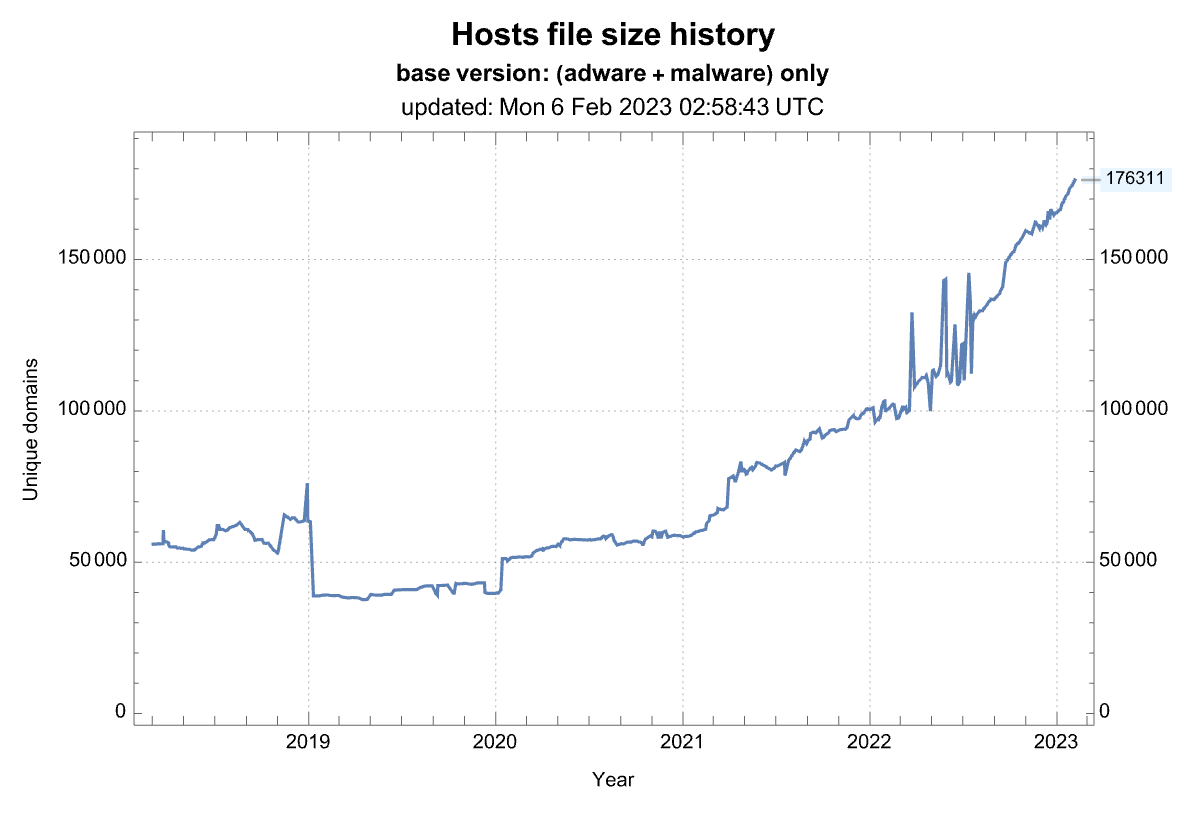 Hosts file size history
base version: (adware + malware) only
updated: Mon 6 Feb 2023 02:58:43 UTC
176311
150 000
150 000
100 000
100 000
Unique domains
50 000
50 000
0
0
2019
2020
2021
2022
2023
Year